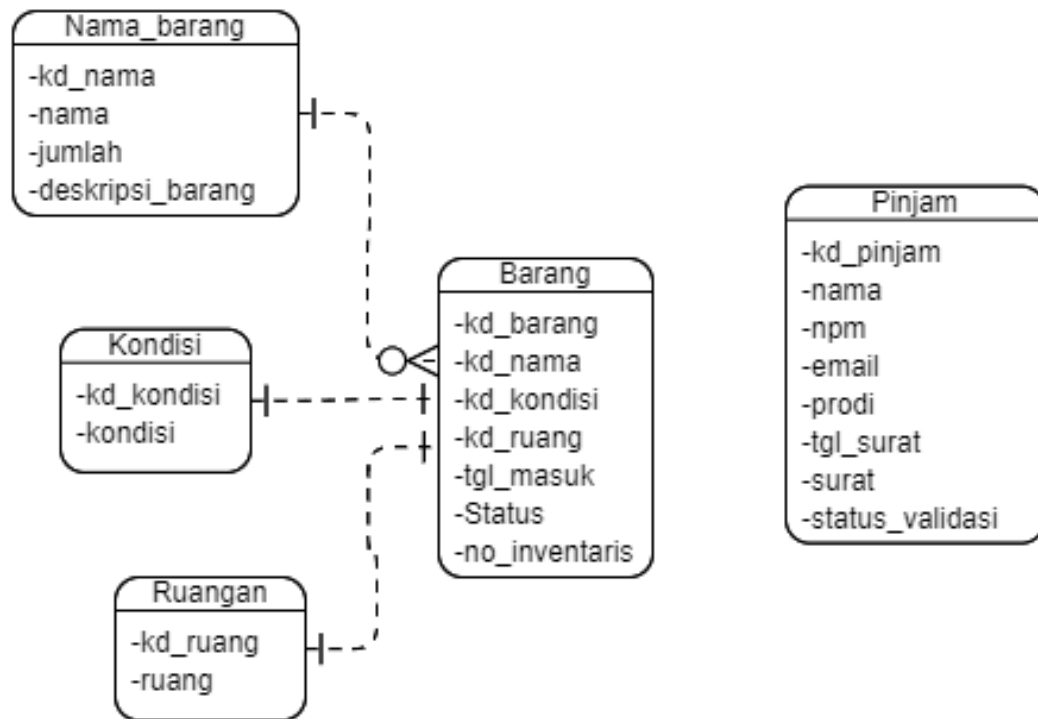 Nama_barang
-kd_nama
-nama
-jumlah
-deskripsi_barang
Kondisi
-kd_kondisi
-kondisi
Ruangan
-kd_ruang
-ruang
Barang
-kd_barang
-kd_nama
-kd_kondisi
-kd_ruang
-tgl_masuk
-Status
-no_inventaris
Pinjam
-kd_pinjam
-nama
-npm
-email
-prodi
-tgl_surat
-surat
-status_validasi